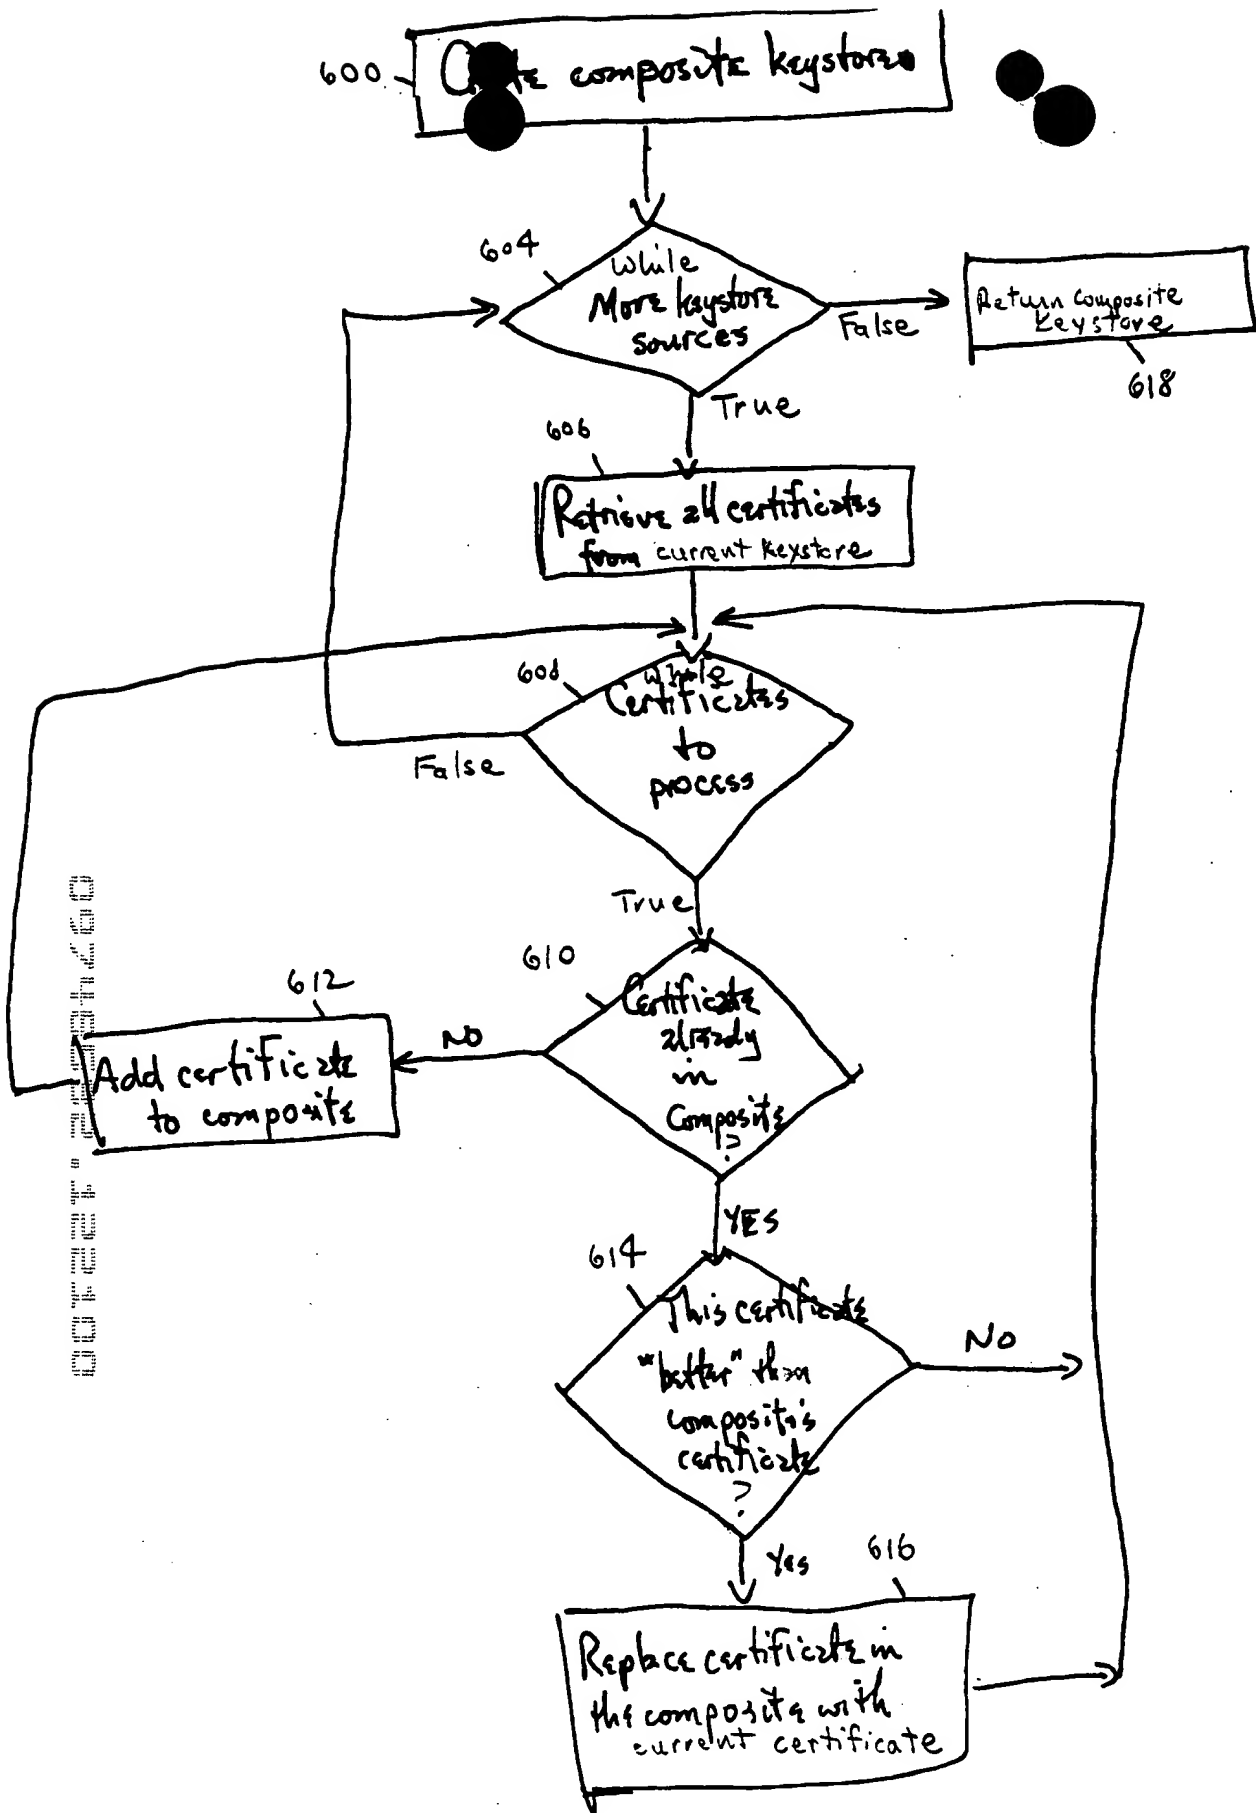 600
composite keystore
604
While
More keystore
sources
False
Return composite
keystore
618
True
606
Retrieve all certificates
from current keystore
608
While
Certificates
to
process
False
True
610
Certificate
already
in
Composite
?
NO
612
Add certificate
to composite
YES
614
This certificate
"better" than
composite's
certificate
?
NO
Yes
616
Replace certificate in
the composite with
current certificate